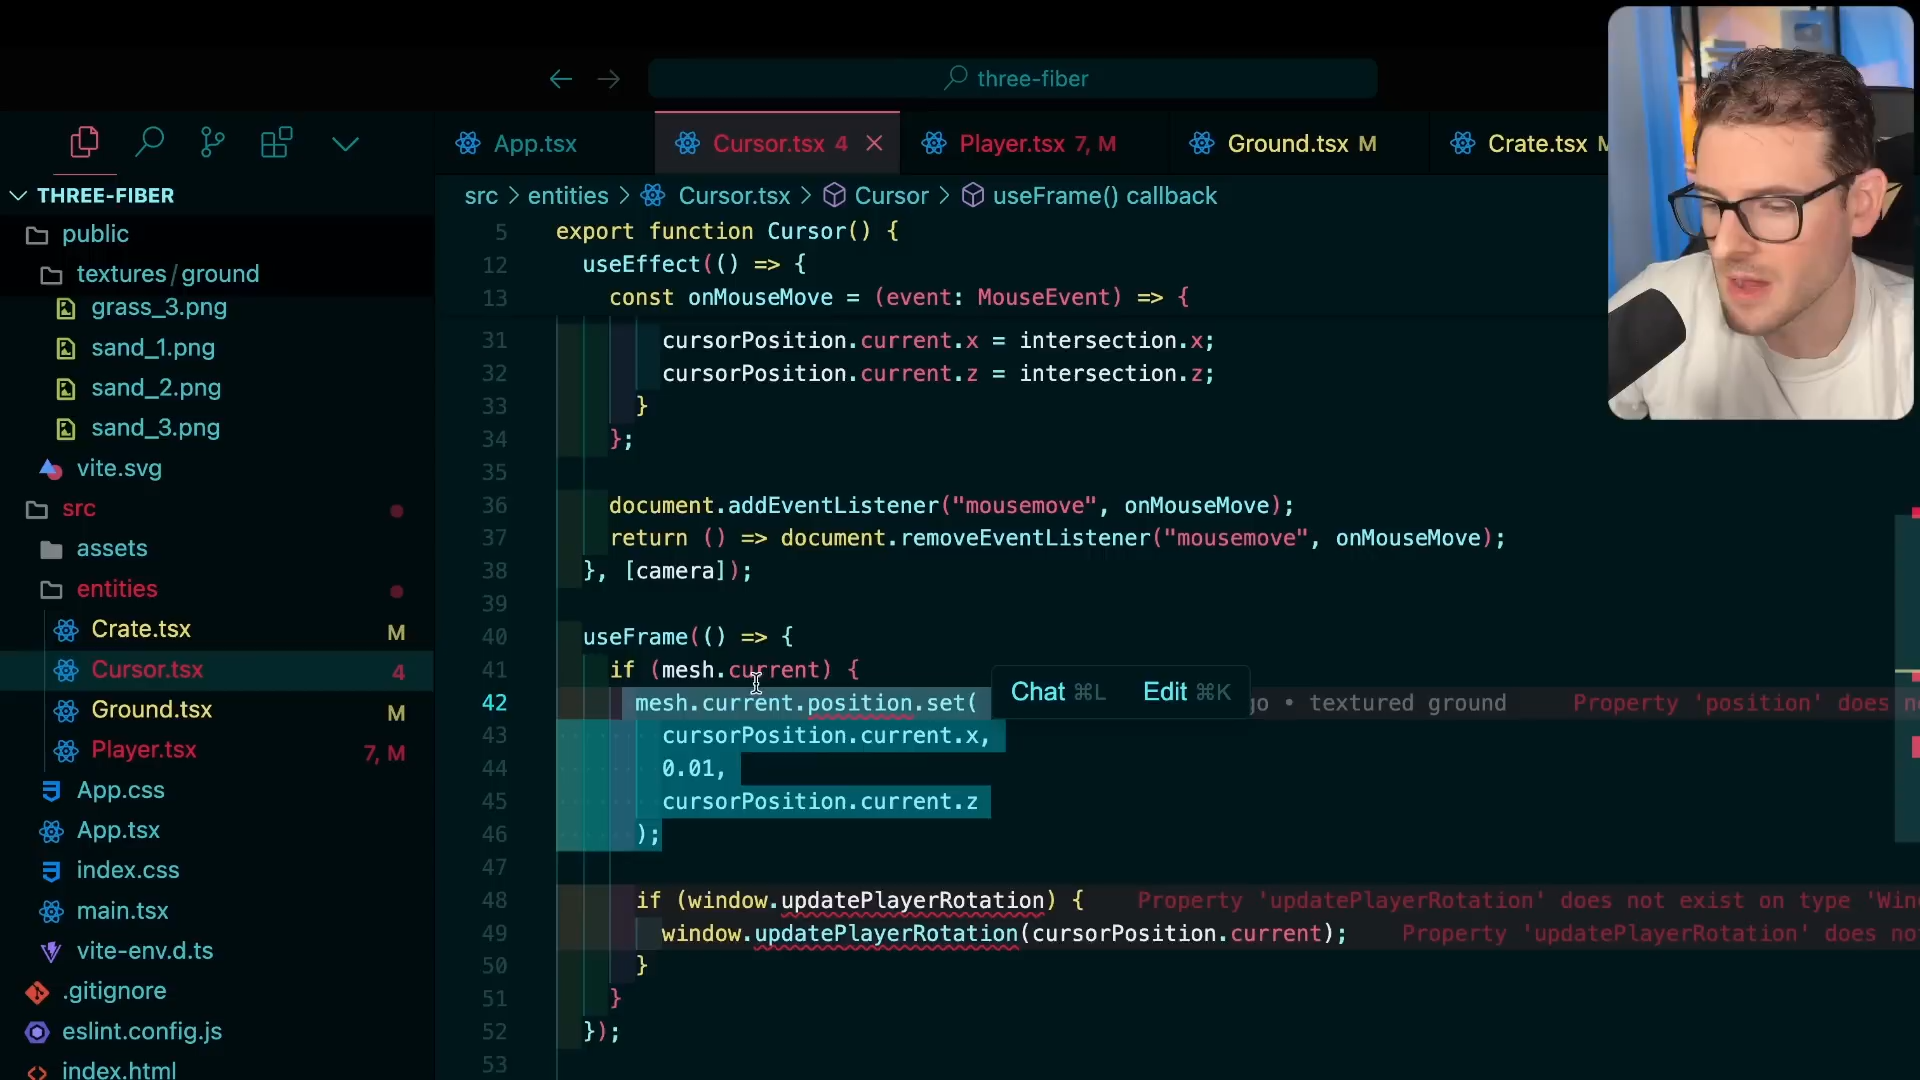 three-fiber
App.tsx
Cursor.tsx 4
Player.tsx 7, M
Ground.tsx M
Crate.tsx M
THREE-FIBER
public
textures/ground
grass_3.png
sand_1.png
sand_2.png
sand_3.png
vite.svg
src
assets
entities
Crate.tsx M
Cursor.tsx 4
Ground.tsx M
Player.tsx 7, M
App.css
App.tsx
index.css
main.tsx
vite-env.d.ts
.gitignore
eslint.config.js
index.html
src > entities > Cursor.tsx > Cursor > useFrame() callback
5 export function Cursor() {
12 useEffect(() => {
13 const onMouseMove = (event: MouseEvent) => {
31 cursorPosition.current.x = intersection.x;
32 cursorPosition.current.z = intersection.z;
33 }
34 };
35
36 document.addEventListener("mousemove", onMouseMove);
37 return () => document.removeEventListener("mousemove", onMouseMove);
38 }, [camera]);
39
40 useFrame(() => {
41 if (mesh.current) {
Chat ⌘L Edit ⌘K
42 mesh.current.position.set( go • textured ground Property 'position' does
43 cursorPosition.current.x,
44 0.01,
45 cursorPosition.current.z
46 );
47
48 if (window.updatePlayerRotation) { Property 'updatePlayerRotation' does not exist on type 'Win
49 window.updatePlayerRotation(cursorPosition.current); Property 'updatePlayerRotation' does
50 }
51 }
52 });
53